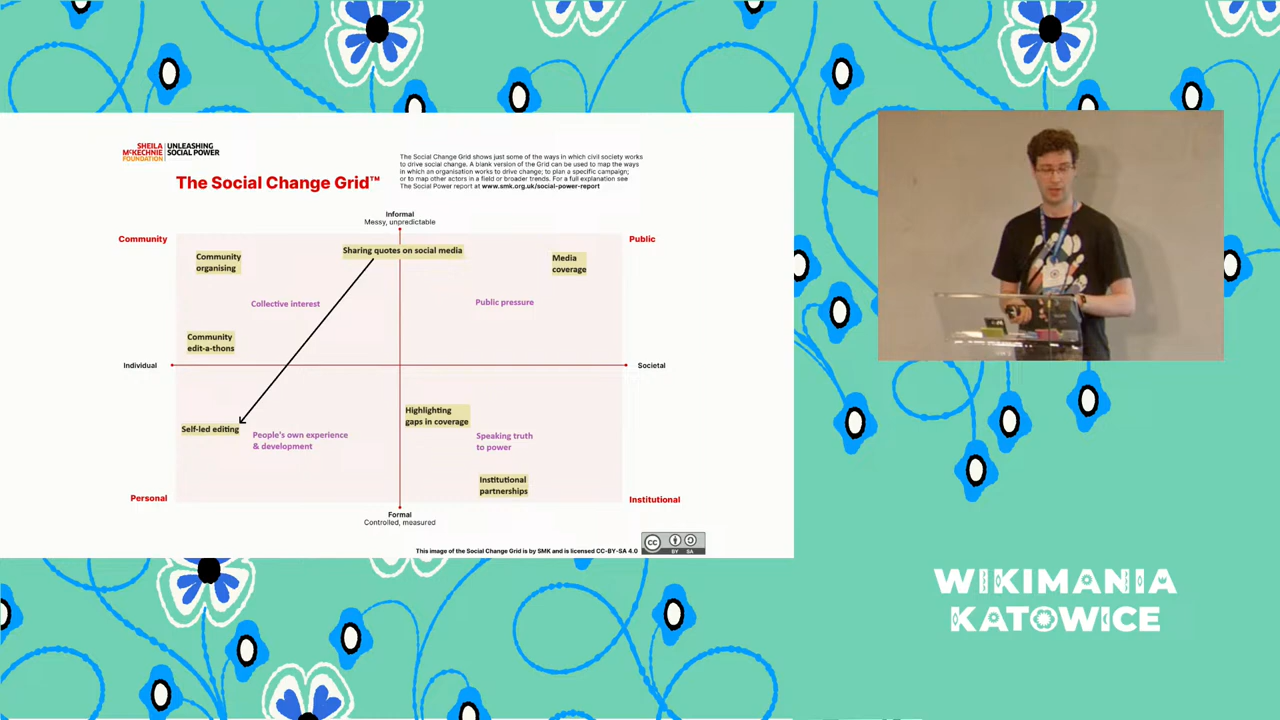 SHEILA
McKECHNIE
FOUNDATION
UNLEASHING
SOCIAL POWER
The Social Change Grid™
The Social Change Grid shows just some of the ways in which civil society works
to drive social change. A blank version of the Grid can be used to map the ways
in which an organisation works to drive change; to plan a specific campaign;
or to map other actors in a field or broader trends. For a full explanation see
The Social Power report at www.smk.org.uk/social-power-report
Informal
Messy, unpredictable
Community
Public
Sharing quotes on social media
Community
organising
Media
coverage
Collective interest
Public pressure
Community
edit-a-thons
Individual
Societal
Highlighting
gaps in coverage
Self-led editing
People's own experience
& development
Speaking truth
to power
Institutional
partnerships
Personal
Institutional
Formal
Controlled, measured
This image of the Social Change Grid is by SMK and is licensed CC-BY-SA 4.0
CC BY SA
WIKIMANIA
KATOWICE